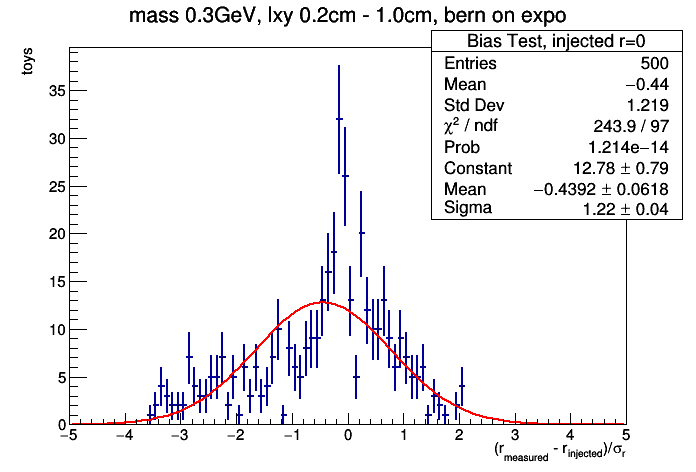 mass 0.3GeV, lxy 0.2cm - 1.0cm, bern on expo
toys
Bias Test, injected r=0
Entries 500
Mean −0.44
Std Dev 1.219
χ² / ndf 243.9 / 97
Prob 1.214e−14
Constant 12.78 ± 0.79
Mean −0.4392 ± 0.0618
Sigma 1.22 ± 0.04
35
30
25
20
15
10
5
0
−5 −4 −3 −2 −1 0 1 2 3 4 5
(r_measured - r_injected)/σ_r